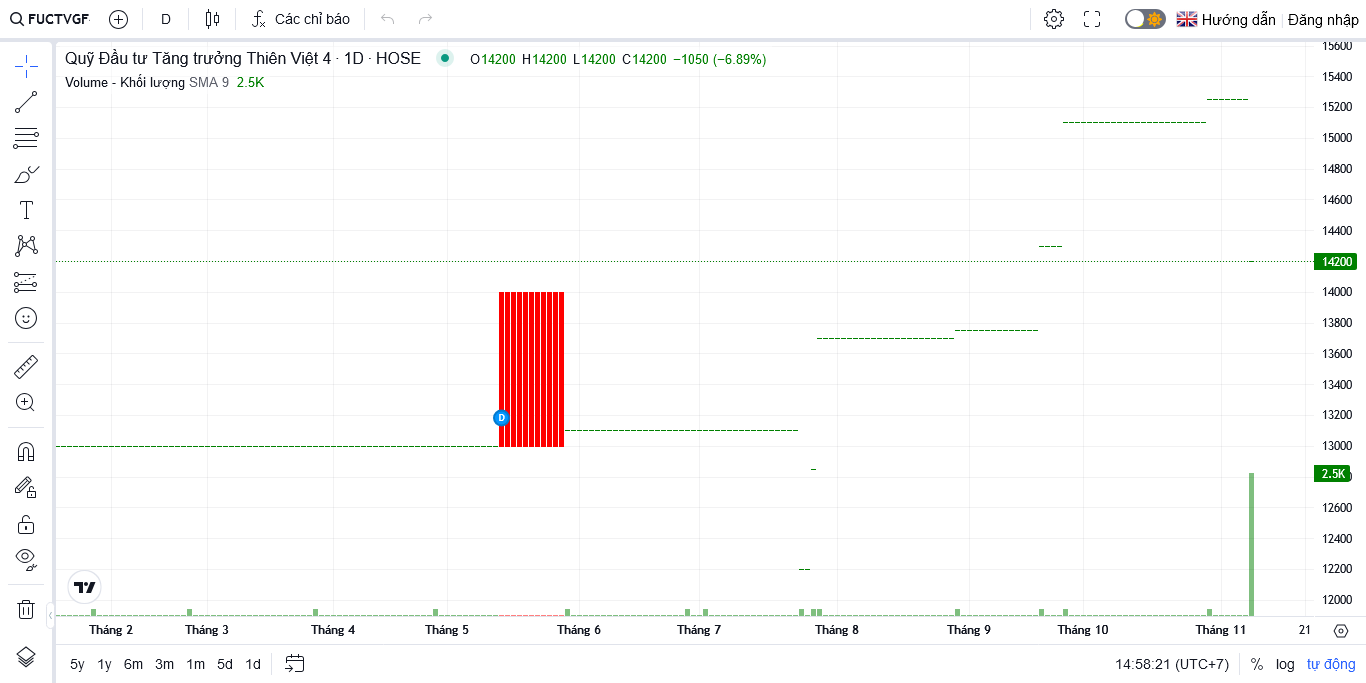 FUCTVGF D Các chỉ báo Hướng dẫn Đăng nhập
Quỹ Đầu tư Tăng trưởng Thiên Việt 4 · 1D · HOSE O14200 H14200 L14200 C14200 −1050 (−6.89%)
Volume - Khối lượng SMA 9 2.5K
15600
15400
15200
15000
14800
14600
14400
14200
14000
13800
13600
13400
13200
13000
2.5K
12600
12400
12200
12000
D
Tháng 2 Tháng 3 Tháng 4 Tháng 5 Tháng 6 Tháng 7 Tháng 8 Tháng 9 Tháng 10 Tháng 11 21
5y 1y 6m 3m 1m 5d 1d 14:58:21 (UTC+7) % log tự động